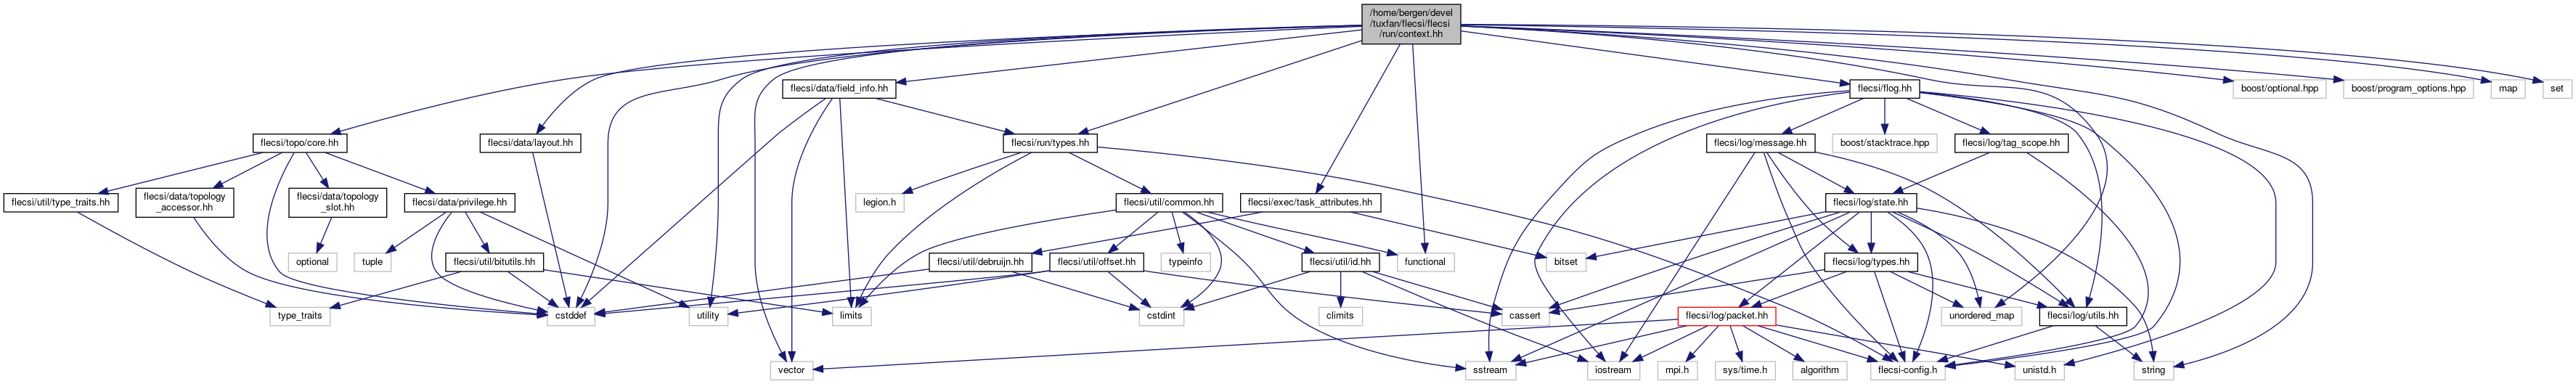 /home/bergen/devel
/tuxfan/flecsi/flecsi
/run/context.hh
flecsi/data/field_info.hh
flecsi/flog.hh
boost/optional.hpp
boost/program_options.hpp
map
set
flecsi/topo/core.hh
flecsi/data/layout.hh
flecsi/run/types.hh
flecsi/log/message.hh
boost/stacktrace.hpp
flecsi/log/tag_scope.hh
flecsi/util/type_traits.hh
flecsi/data/topology
_accessor.hh
flecsi/data/topology
_slot.hh
flecsi/data/privilege.hh
legion.h
flecsi/util/common.hh
flecsi/exec/task_attributes.hh
flecsi/log/state.hh
optional
tuple
flecsi/util/bitutils.hh
flecsi/util/debruijn.hh
flecsi/util/offset.hh
typeinfo
flecsi/util/id.hh
functional
bitset
flecsi/log/types.hh
type_traits
cstddef
utility
limits
cstdint
climits
cassert
flecsi/log/packet.hh
unordered_map
flecsi/log/utils.hh
vector
sstream
iostream
mpi.h
sys/time.h
algorithm
flecsi-config.h
unistd.h
string